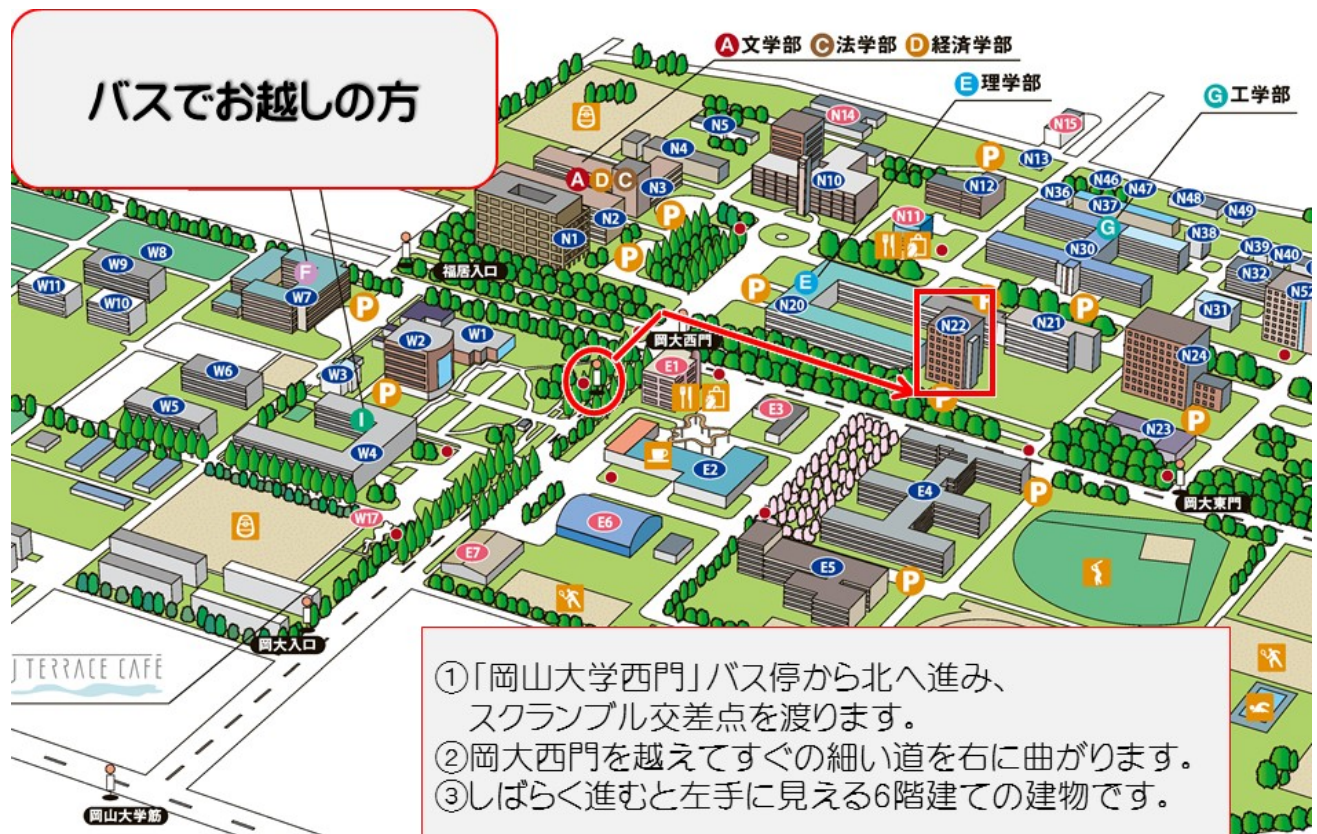 バスでお越しの方
A 文学部 C 法学部 D 経済学部
E 理学部
G 工学部
N5
N14
N15
N4
N13
N10
N12
N46
N47
N36
N37
N48
N49
A D C
N3
N2
N1
N11
G
N38
N30
N39
N40
N32
N52
N31
福居入口
W8
W9
W11
W10
F
W7
E
N20
N22
N21
N24
岡大西門
W1
W2
W3
W6
W5
I
W4
E1
E3
E2
N23
岡大東門
E4
W17
E6
E7
E5
岡大入口
TERRACE CAFÉ
岡山大学筋
P
P
P
P
P
P
P
P
P
P
P
P
①「岡山大学西門」バス停から北へ進み、
スクランブル交差点を渡ります。
②岡大西門を越えてすぐの細い道を右に曲がります。
③しばらく進むと左手に見える6階建ての建物です。